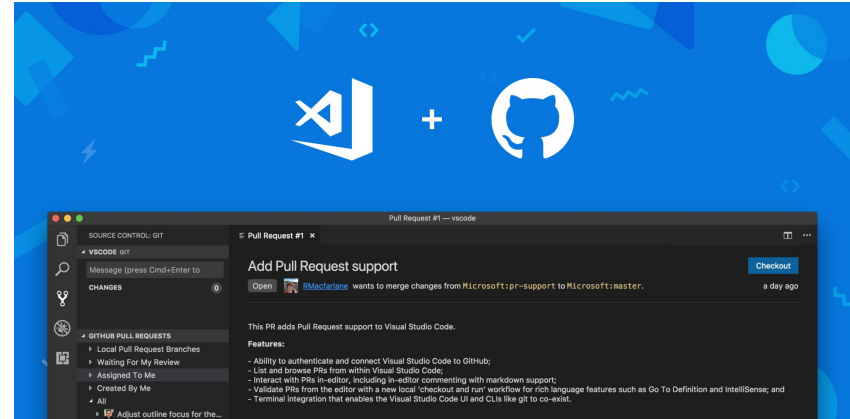 +
Pull Request #1 — vscode
SOURCE CONTROL: GIT
Pull Request #1 ×
VSCODE GIT
Message (press Cmd+Enter to
CHANGES 0
Add Pull Request support
Checkout
Open RMacfarlane wants to merge changes from Microsoft:pr-support to Microsoft:master.
a day ago
This PR adds Pull Request support to Visual Studio Code.
Features:
- Ability to authenticate and connect Visual Studio Code to GitHub;
- List and browse PRs from within Visual Studio Code;
- Interact with PRs in-editor, including in-editor commenting with markdown support;
- Validate PRs from the editor with a new local 'checkout and run' workflow for rich language features such as Go To Definition and IntelliSense; and
- Terminal integration that enables the Visual Studio Code UI and CLIs like git to co-exist.
GITHUB PULL REQUESTS
Local Pull Request Branches
Waiting For My Review
Assigned To Me
Created By Me
All
Adjust outline focus for the...